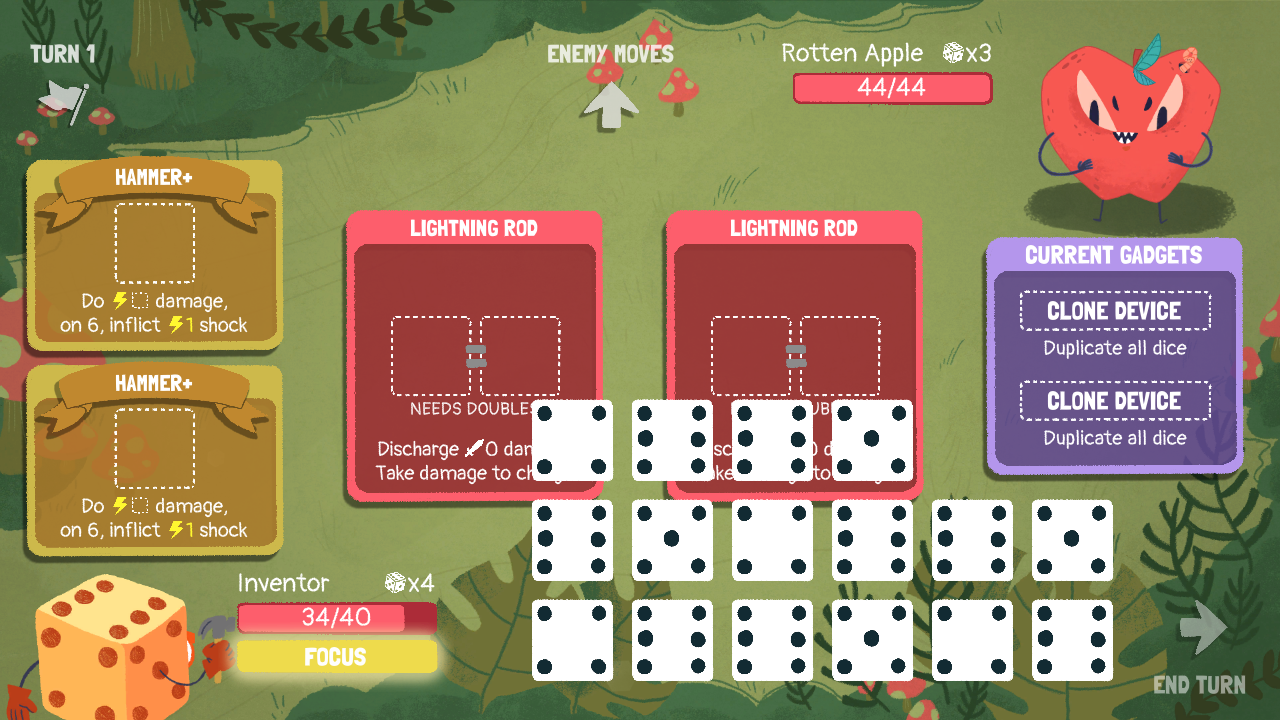 TURN 1
ENEMY MOVES
Rotten Apple x3
44/44
HAMMER+
Do damage,
on 6, inflict 1 shock
HAMMER+
Do damage,
on 6, inflict 1 shock
LIGHTNING ROD
=
NEEDS DOUBLES
Discharge 0
Take damage to
LIGHTNING ROD
=
CURRENT GADGETS
CLONE DEVICE
Duplicate all dice
CLONE DEVICE
Duplicate all dice
Inventor x4
34/40
FOCUS
END TURN